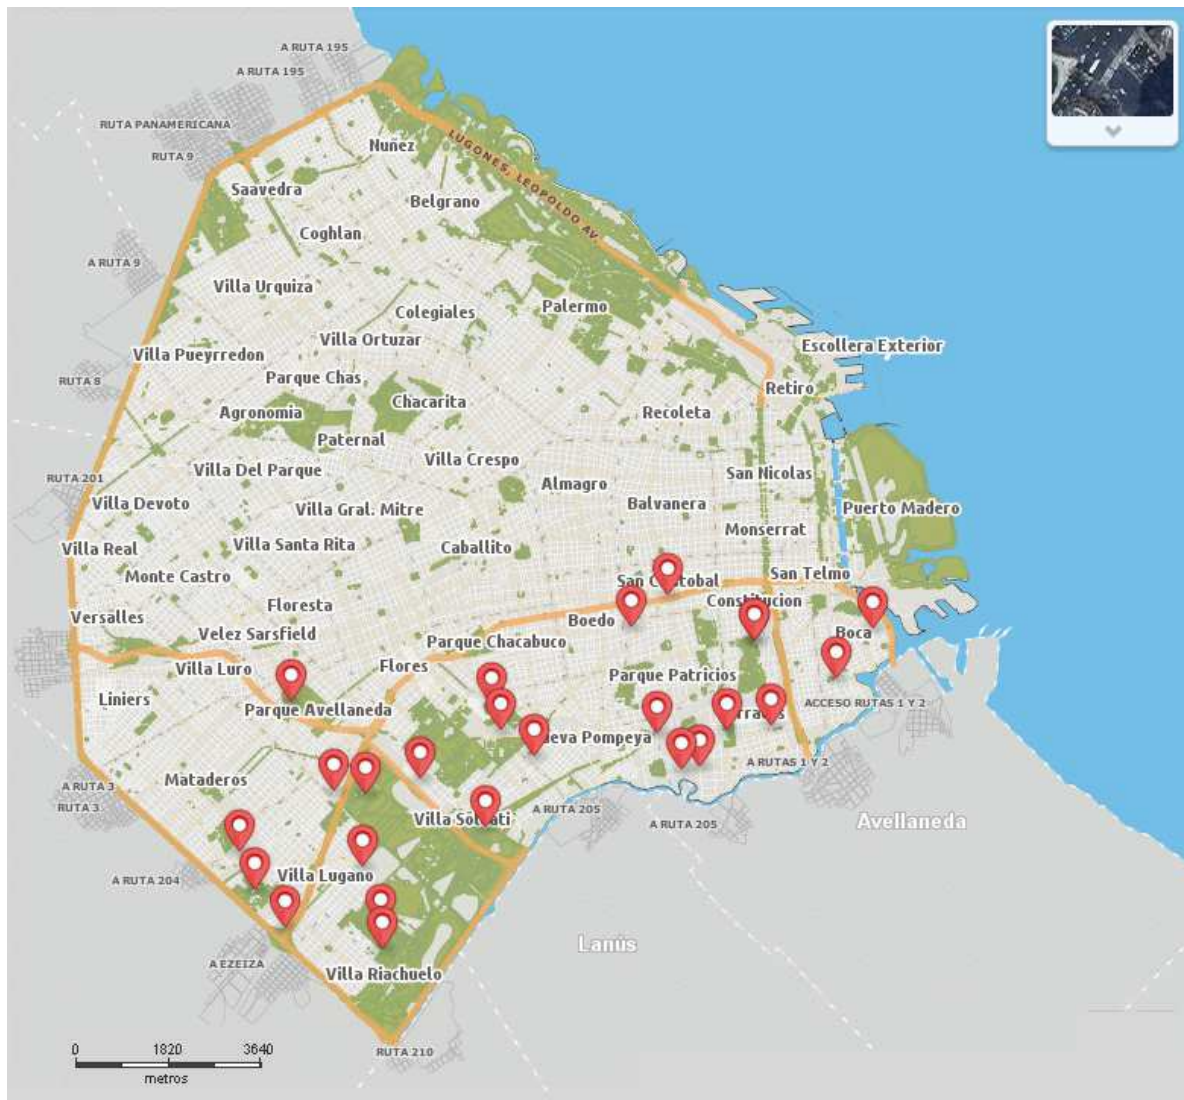 A RUTA 195
A RUTA 195
RUTA PANAMERICANA
RUTA 9
Nuñez
LUGONES, LEOPOLDO AV.
Saavedra
Belgrano
Coghlan
A RUTA 9
Villa Urquiza
Palermo
Colegiales
Villa Ortuzar
Escollera Exterior
Villa Pueyrredon
RUTA 8
Parque Chas
Retiro
Chacarita
Agronomia
Recoleta
Paternal
Villa Crespo
Villa Del Parque
San Nicolas
RUTA 201
Almagro
Villa Devoto
Balvanera
Villa Gral. Mitre
Puerto Madero
Monserrat
Villa Real
Villa Santa Rita
Caballito
Monte Castro
San Telmo
San
Constitucion
Floresta
Versalles
Boedo
Velez Sarsfield
Boca
Parque Chacabuco
Villa Luro
Flores
Parque Patricios
Liniers
ACCESO RUTAS 1 Y 2
Parque Avellaneda
Pompeya
A RUTAS 1 Y 2
Mataderos
A RUTA 3
RUTA 3
A RUTA 205
Villa
A RUTA 205
Avellaneda
Villa Lugano
A RUTA 204
Lanús
A EZEIZA
Villa Riachuelo
0 1820 3640
metros
RUTA 210